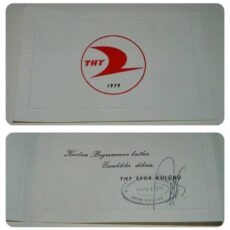 THY
1979
Kurban Bayramınızı kutlar,
Esenlikler dileriz.
THY SPOR KULÜBÜ